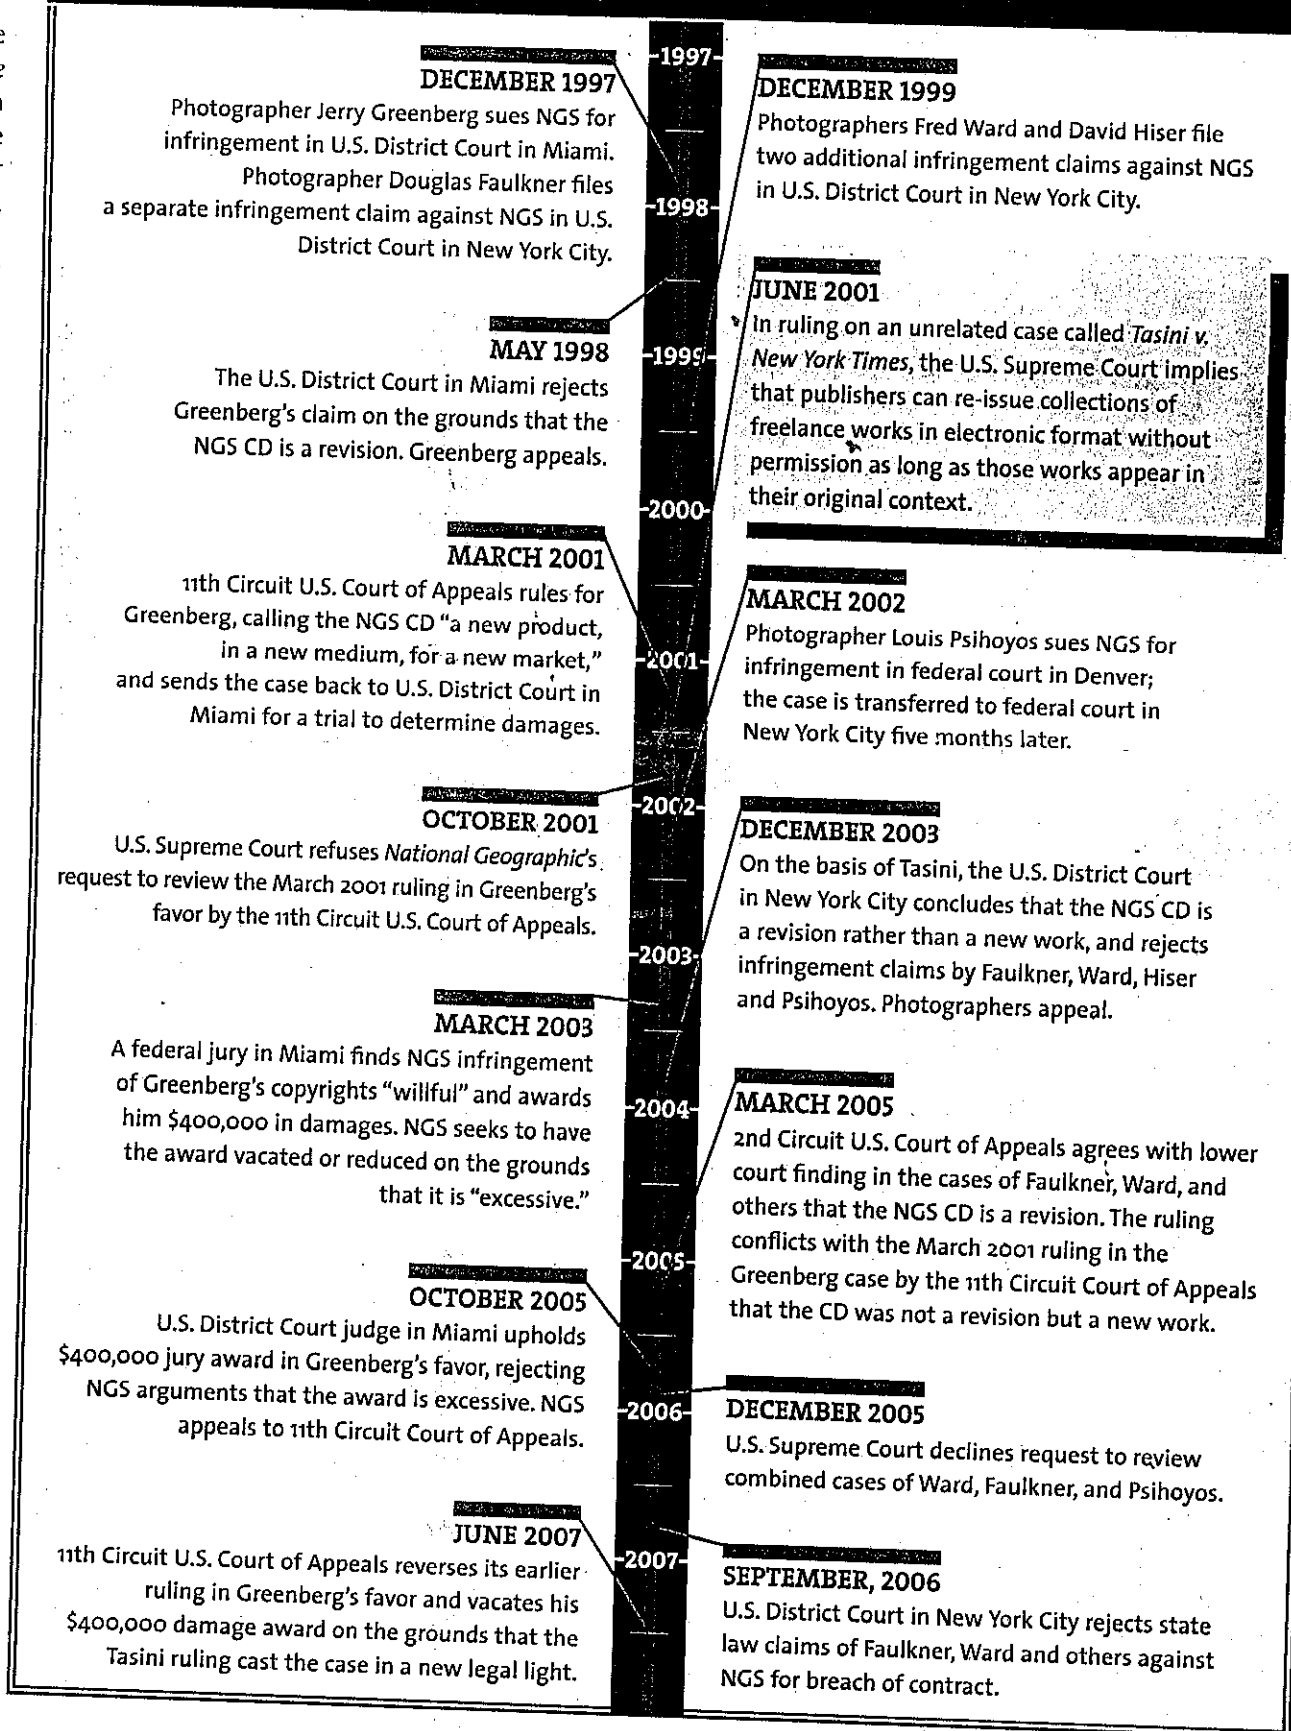 1997
DECEMBER 1997
Photographer Jerry Greenberg sues NGS for
infringement in U.S. District Court in Miami.
Photographer Douglas Faulkner files
a separate infringement claim against NGS in U.S.
District Court in New York City.
1998
MAY 1998
The U.S. District Court in Miami rejects
Greenberg's claim on the grounds that the
NGS CD is a revision. Greenberg appeals.
1999
DECEMBER 1999
Photographers Fred Ward and David Hiser file
two additional infringement claims against NGS
in U.S. District Court in New York City.
2000
MARCH 2001
11th Circuit U.S. Court of Appeals rules for
Greenberg, calling the NGS CD "a new product,
in a new medium, for a new market,"
and sends the case back to U.S. District Court in
Miami for a trial to determine damages.
2001
JUNE 2001
In ruling on an unrelated case called Tasini v.
New York Times, the U.S. Supreme Court implies
that publishers can re-issue collections of
freelance works in electronic format without
permission as long as those works appear in
their original context.
OCTOBER 2001
U.S. Supreme Court refuses National Geographic's
request to review the March 2001 ruling in Greenberg's
favor by the 11th Circuit U.S. Court of Appeals.
2002
MARCH 2002
Photographer Louis Psihoyos sues NGS for
infringement in federal court in Denver;
the case is transferred to federal court in
New York City five months later.
2003
MARCH 2003
A federal jury in Miami finds NGS infringement
of Greenberg's copyrights "willful" and awards
him $400,000 in damages. NGS seeks to have
the award vacated or reduced on the grounds
that it is "excessive."
DECEMBER 2003
On the basis of Tasini, the U.S. District Court
in New York City concludes that the NGS CD is
a revision rather than a new work, and rejects
infringement claims by Faulkner, Ward, Hiser
and Psihoyos. Photographers appeal.
2004
MARCH 2005
2nd Circuit U.S. Court of Appeals agrees with lower
court finding in the cases of Faulkner, Ward, and
others that the NGS CD is a revision. The ruling
conflicts with the March 2001 ruling in the
Greenberg case by the 11th Circuit Court of Appeals
that the CD was not a revision but a new work.
2005
OCTOBER 2005
U.S. District Court judge in Miami upholds
$400,000 jury award in Greenberg's favor, rejecting
NGS arguments that the award is excessive. NGS
appeals to 11th Circuit Court of Appeals.
2006
DECEMBER 2005
U.S. Supreme Court declines request to review
combined cases of Ward, Faulkner, and Psihoyos.
SEPTEMBER, 2006
U.S. District Court in New York City rejects state
law claims of Faulkner, Ward and others against
NGS for breach of contract.
2007
JUNE 2007
11th Circuit U.S. Court of Appeals reverses its earlier
ruling in Greenberg's favor and vacates his
$400,000 damage award on the grounds that the
Tasini ruling cast the case in a new legal light.